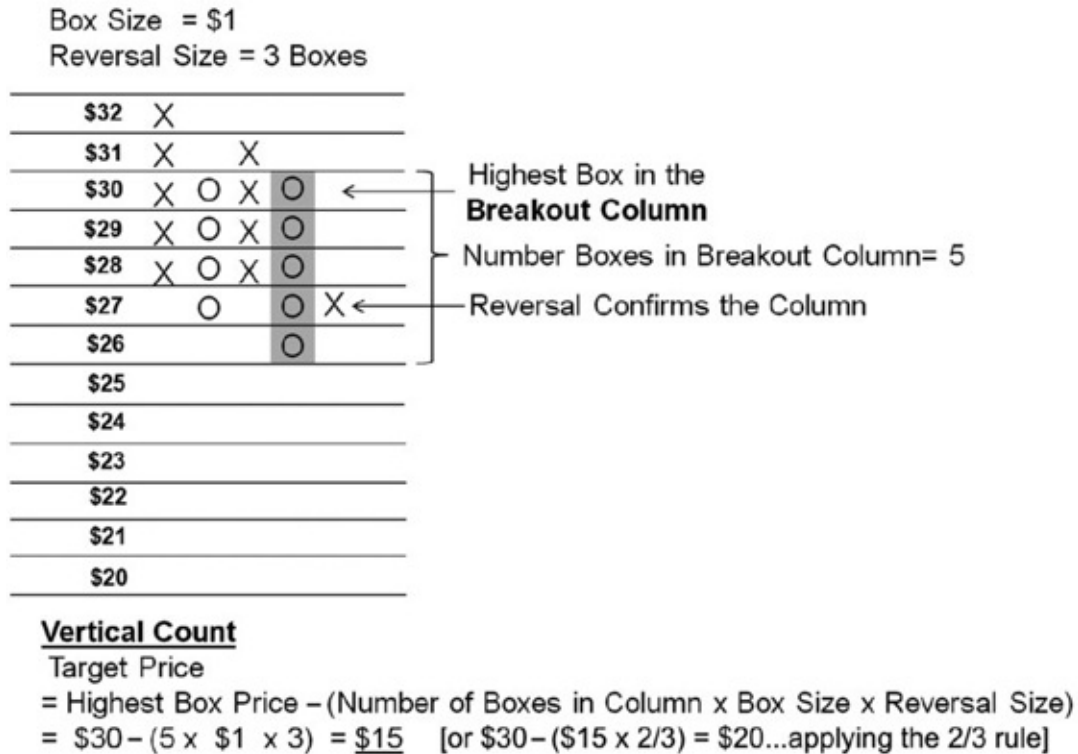 Box Size = $1
Reversal Size = 3 Boxes
$32 X
$31 X X
$30 X O X O
$29 X O X O
$28 X O X O
$27 O O X
$26 O
$25
$24
$23
$22
$21
$20
Highest Box in the
Breakout Column
Number Boxes in Breakout Column= 5
Reversal Confirms the Column
Vertical Count
Target Price
= Highest Box Price – (Number of Boxes in Column x Box Size x Reversal Size)
= $30 – (5 x $1 x 3) = $15 [or $30 – ($15 x 2/3) = $20...applying the 2/3 rule]